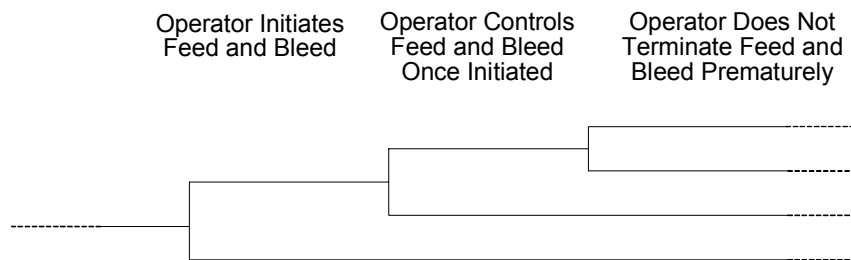 Operator Initiates
Feed and Bleed
Operator Controls
Feed and Bleed
Once Initiated
Operator Does Not
Terminate Feed and
Bleed Prematurely